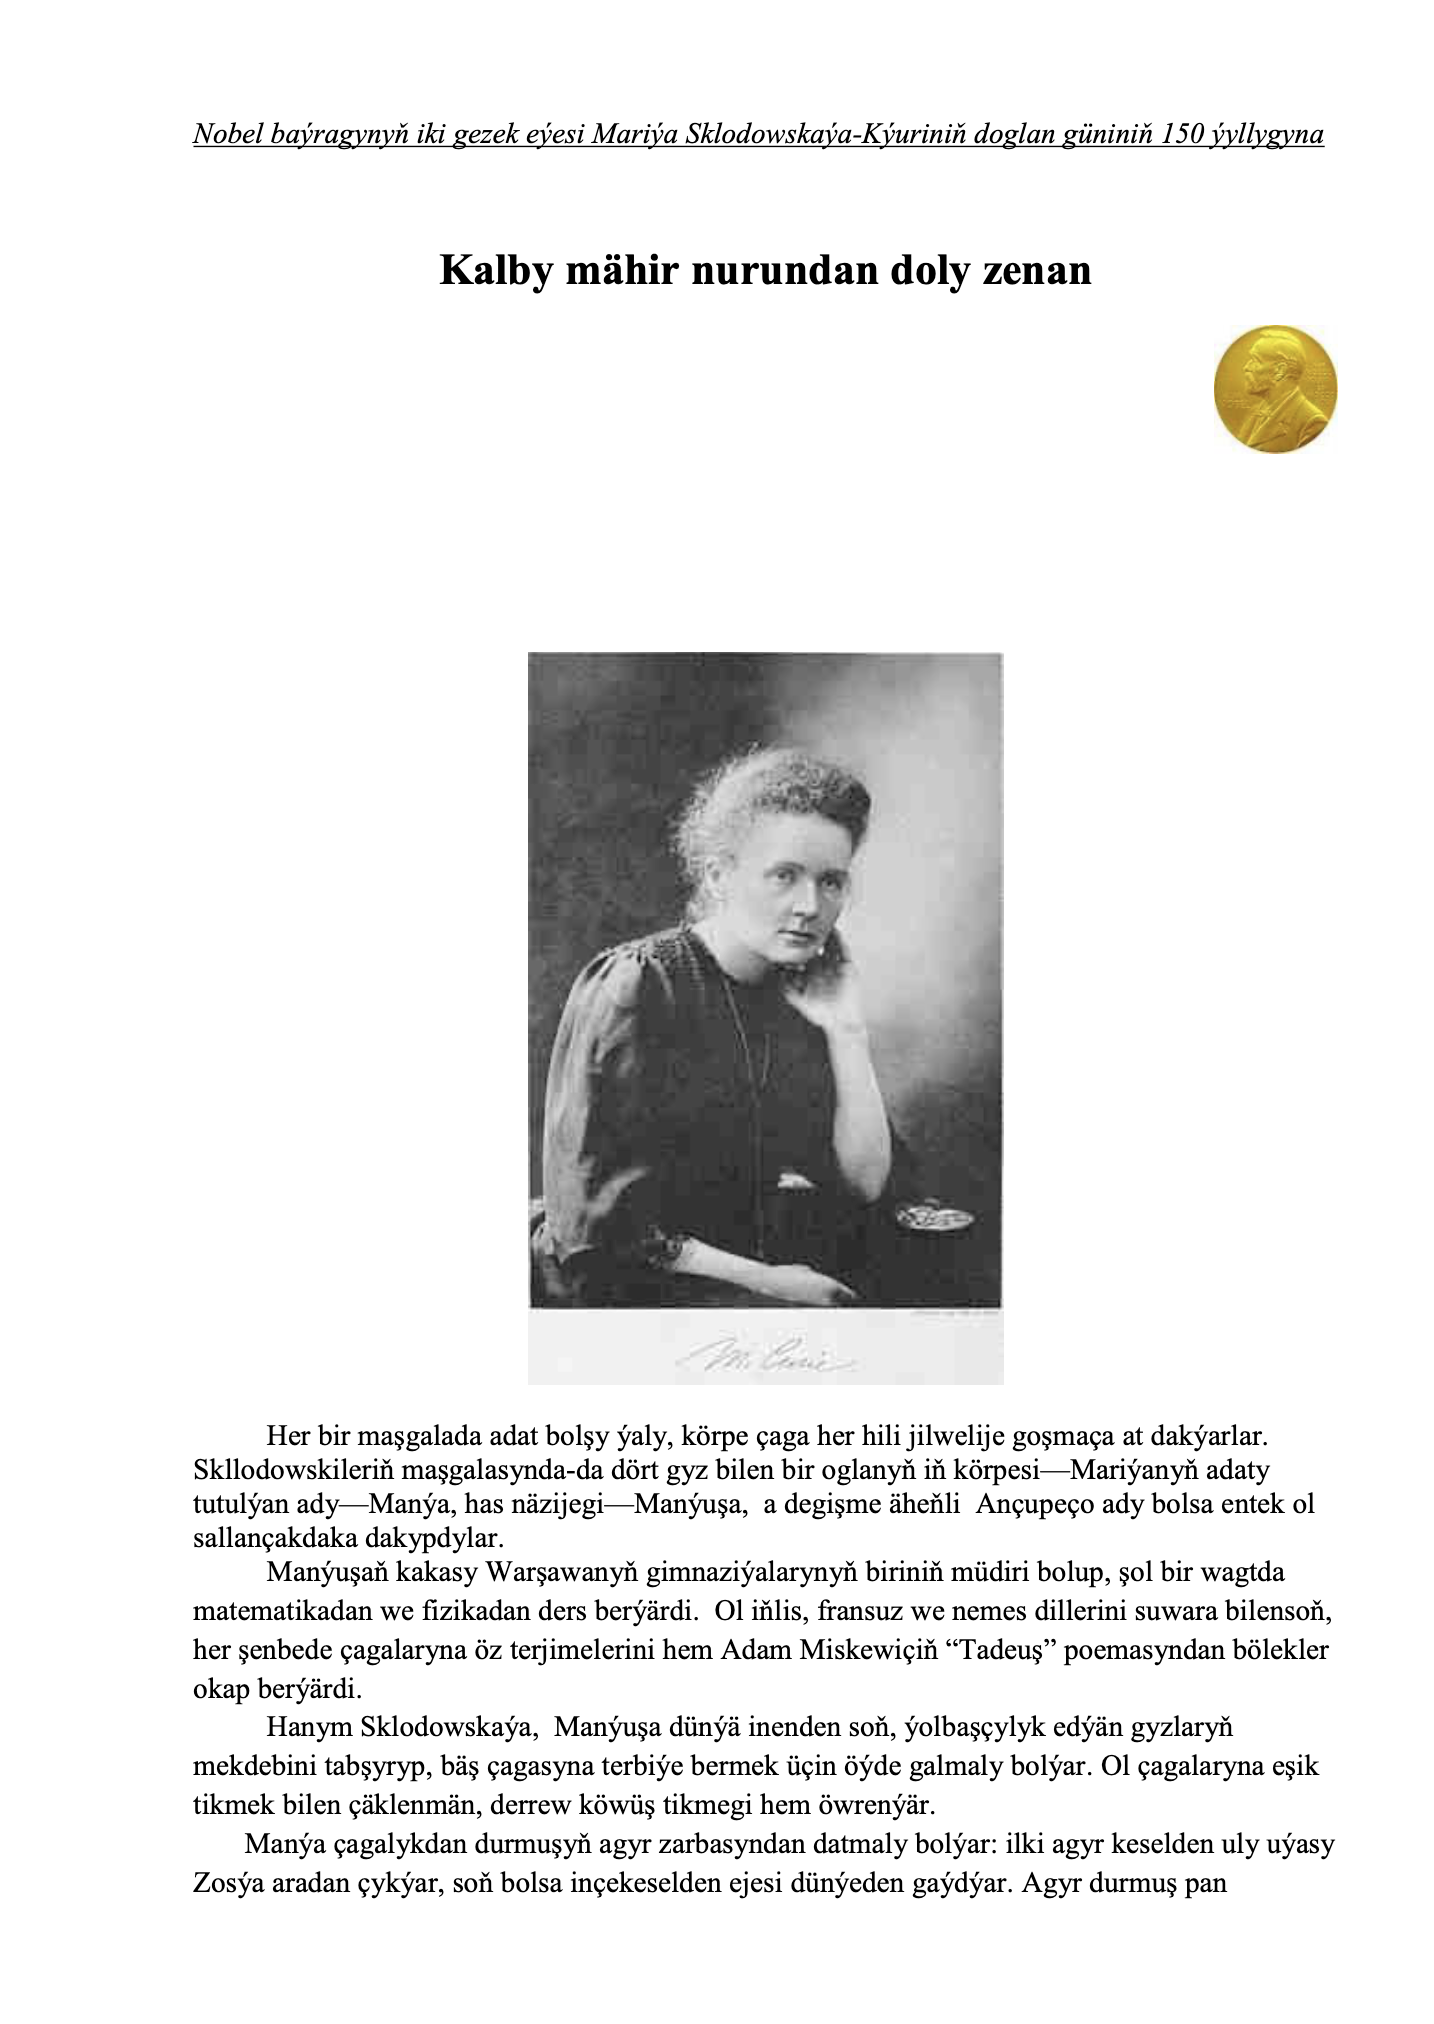 Nobel baýragynyň iki gezek eýesi Mariýa Sklodowskaýa-Kýuriniň doglan gününiň 150 ýyllygyna
Kalby mähir nurundan doly zenan
M. Curie
Her bir maşgalada adat bolşy ýaly, körpe çaga her hili jilwelije goşmaça at dakýarlar.
Skllodowskileriň maşgalasynda-da dört gyz bilen bir oglanyň iň körpesi—Mariýanyň adaty
tutulýan ady—Manýa, has näzijegi—Manýuşa,  a degişme äheňli  Ançupeço ady bolsa entek ol
sallançakdaka dakypdylar.
Manýuşaň kakasy Warşawanyň gimnaziýalarynyň biriniň müdiri bolup, şol bir wagtda
matematikadan we fizikadan ders berýärdi.  Ol iňlis, fransuz we nemes dillerini suwara bilensoň,
her şenbede çagalaryna öz terjimelerini hem Adam Miskewiçiň “Tadeuş” poemasyndan bölekler
okap berýärdi.
Hanym Sklodowskaýa,  Manýuşa dünýä inenden soň, ýolbaşçylyk edýän gyzlaryň
mekdebini tabşyryp, bäş çagasyna terbiýe bermek üçin öýde galmaly bolýar. Ol çagalaryna eşik
tikmek bilen çäklenmän, derrew köwüş tikmegi hem öwrenýär.
Manýa çagalykdan durmuşyň agyr zarbasyndan datmaly bolýar: ilki agyr keselden uly uýasy
Zosýa aradan çykýar, soň bolsa inçekeselden ejesi dünýeden gaýdýar. Agyr durmuş pan